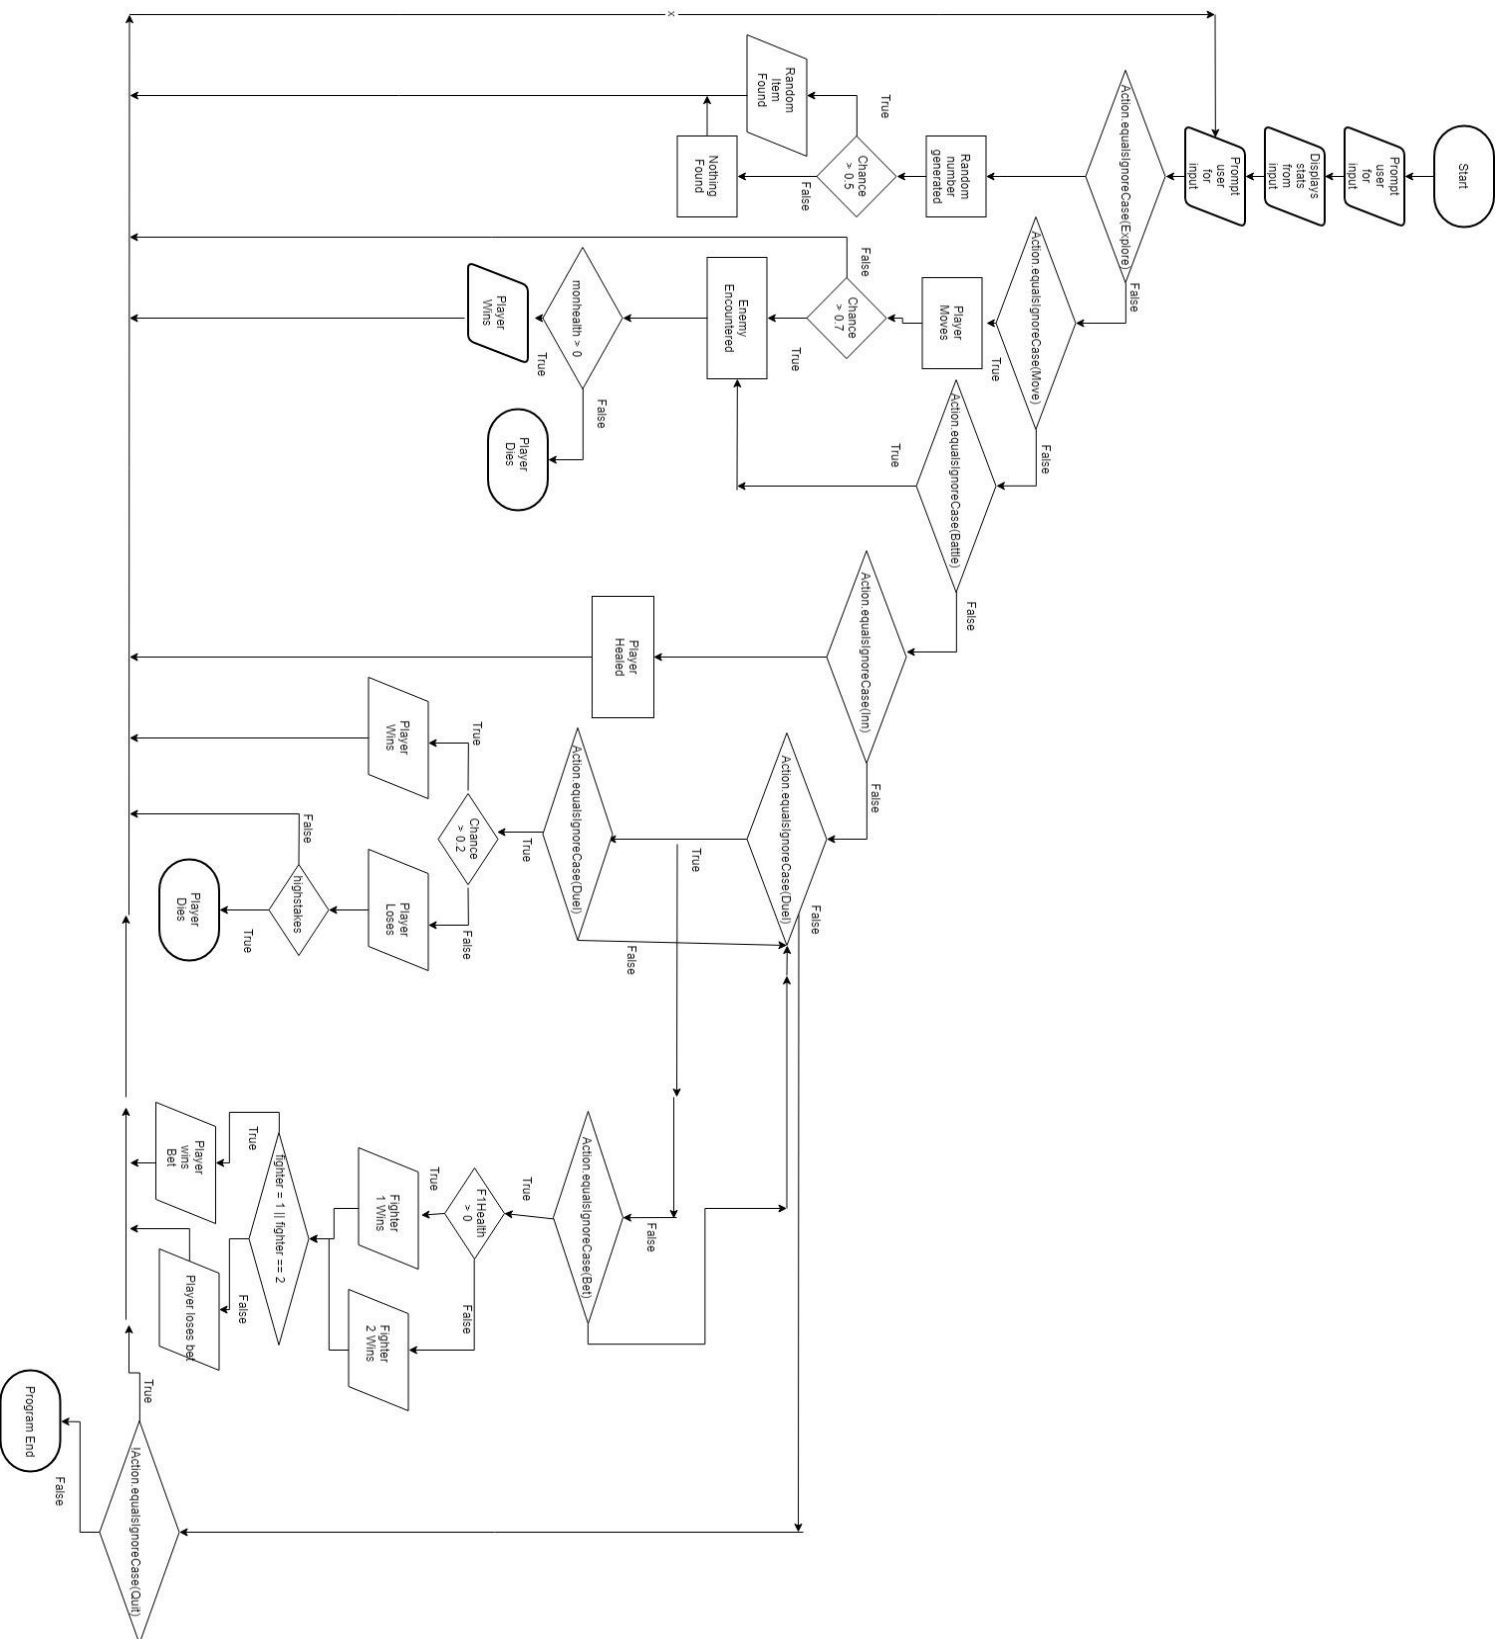 Start
Prompt
user
for
input
Displays
stats
from
input
Prompt
user
for
input
Action.equalsIgnoreCase(Explore)
False
Random
number
generated
Chance
> 0.5
True
False
Random
Item
Found
Nothing
Found
x
Action.equalsIgnoreCase(Move)
True
False
Player
Moves
Chance
> 0.7
False
True
Enemy
Encountered
monhealth > 0
True
False
Player
Wins
Player
Dies
Action.equalsIgnoreCase(Battle)
True
False
Action.equalsIgnoreCase(Inn)
False
Player
Healed
Action.equalsIgnoreCase(Duel)
False
True
Action.equalsIgnoreCase(Duel)
True
False
Chance
> 0.2
True
False
Player
Wins
Player
Loses
highstakes
False
True
Player
Dies
Action.equalsIgnoreCase(Bet)
False
True
F1Health
> 0
True
False
Fighter
1 Wins
Fighter
2 Wins
fighter = 1 || fighter == 2
True
False
Player
wins
Bet
Player loses bet
!Action.equalsIgnoreCase(Quit)
True
False
Program End